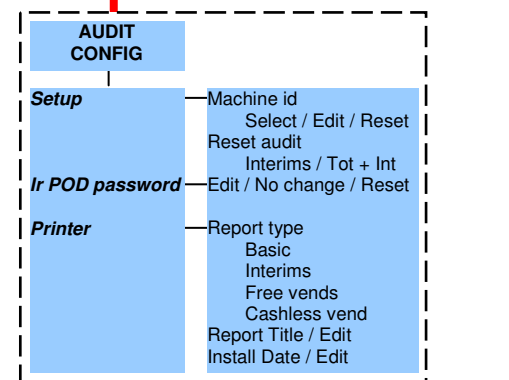 AUDIT
CONFIG
Setup
Machine id
Select / Edit / Reset
Reset audit
Interims / Tot + Int
Ir POD password
Edit / No change / Reset
Printer
Report type
Basic
Interims
Free vends
Cashless vend
Report Title / Edit
Install Date / Edit